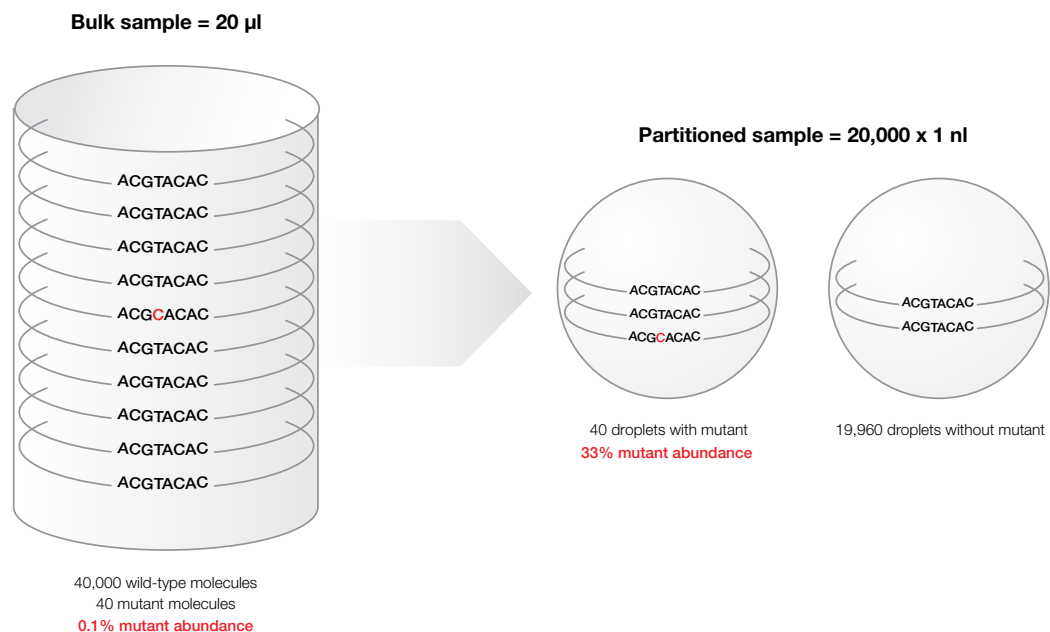 Bulk sample = 20 µl
ACGTACAC
ACGTACAC
ACGTACAC
ACGTACAC
ACGCACAC
ACGTACAC
ACGTACAC
ACGTACAC
ACGTACAC
ACGTACAC
40,000 wild-type molecules
40 mutant molecules
0.1% mutant abundance
Partitioned sample = 20,000 x 1 nl
ACGTACAC
ACGTACAC
ACGCACAC
40 droplets with mutant
33% mutant abundance
ACGTACAC
ACGTACAC
19,960 droplets without mutant